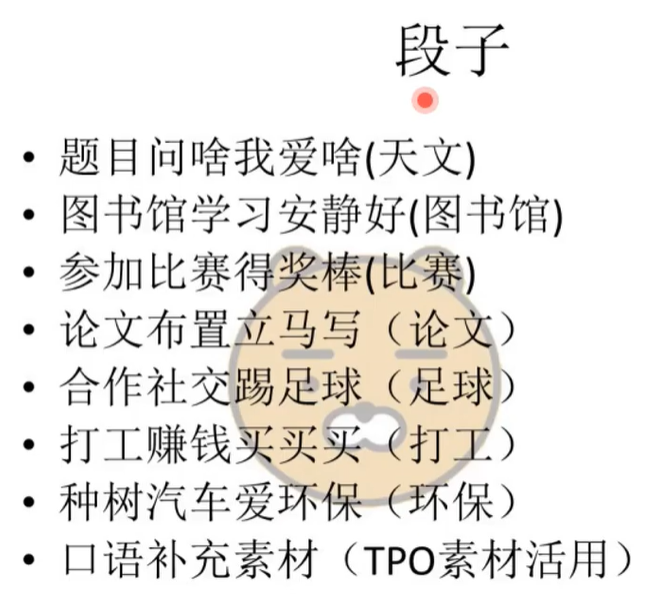 段子
• 题目问啥我爱啥(天文)
• 图书馆学习安静好(图书馆)
• 参加比赛得奖棒(比赛)
• 论文布置立马写（论文）
• 合作社交踢足球（足球）
• 打工赚钱买买买（打工）
• 种树汽车爱环保（环保）
• 口语补充素材（TPO素材活用）